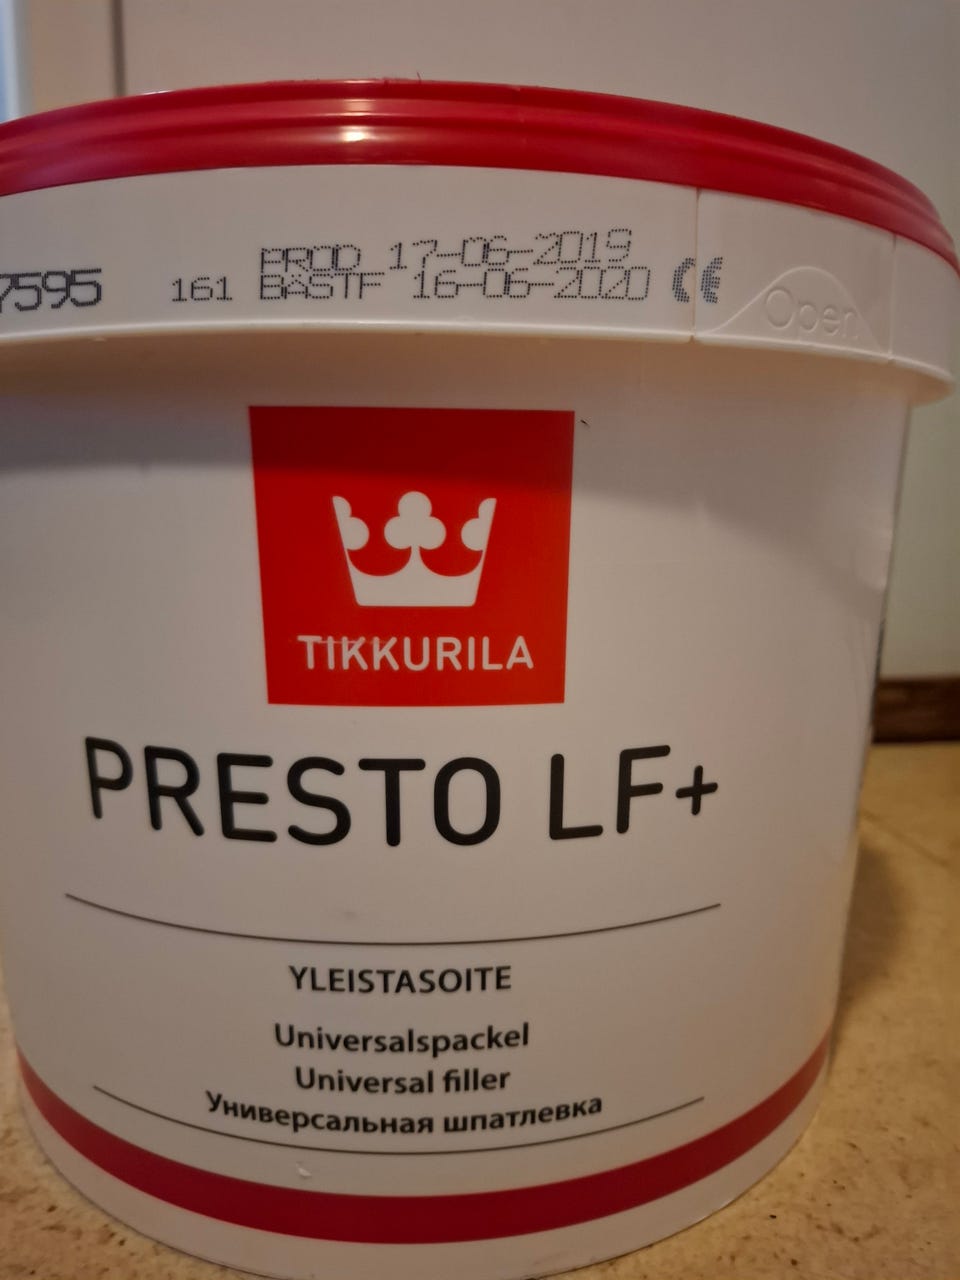 PROD 17-06-2019
7595 161 BASTF 16-06-2020 CE
Open
TIKKURILA
PRESTO LF+
YLEISTASOITE
Universalspackel
Universal filler
Универсальная шпатлевка